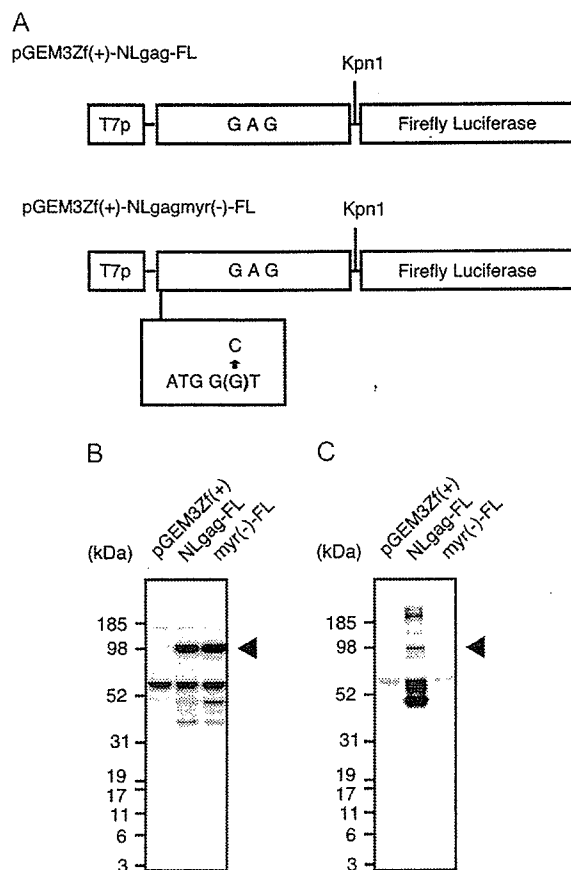 A
pGEM3Zf(+)-NLgag-FL
Kpn1
T7p
G A G
Firefly Luciferase
pGEM3Zf(+)-NLgagmyr(-)-FL
Kpn1
T7p
G A G
Firefly Luciferase
C
ATG G(G)T
B
(kDa)
pGEM3Zf(+)
NLgag-FL
myr(-)-FL
185
98
52
31
19
17
11
6
3
C
(kDa)
pGEM3Zf(+)
NLgag-FL
myr(-)-FL
185
98
52
31
19
17
11
6
3